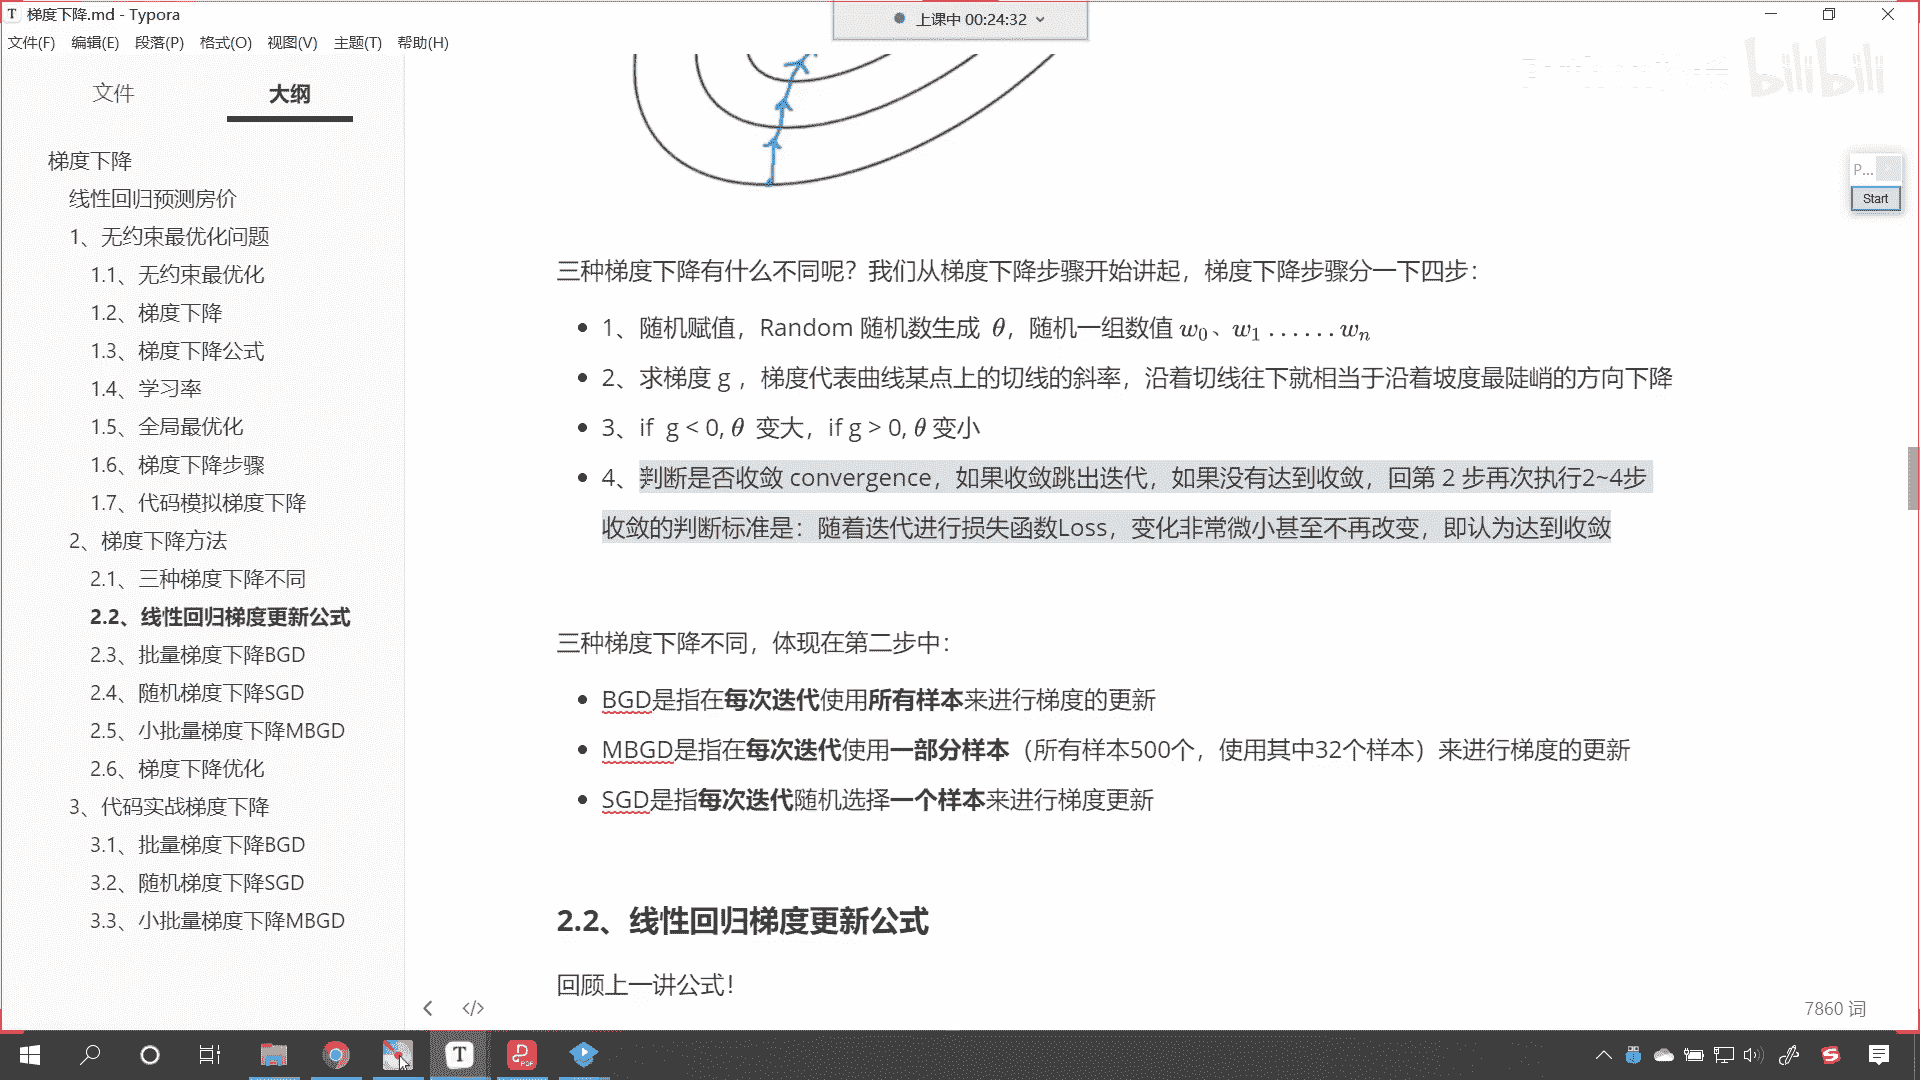 梯度下降.md - Typora
上课中 00:24:32
文件(F) 编辑(E) 段落(P) 格式(O) 视图(V) 主题(T) 帮助(H)
文件 大纲
梯度下降
线性回归预测房价
1、无约束最优化问题
1.1、无约束最优化
1.2、梯度下降
1.3、梯度下降公式
1.4、学习率
1.5、全局最优化
1.6、梯度下降步骤
1.7、代码模拟梯度下降
2、梯度下降方法
2.1、三种梯度下降不同
2.2、线性回归梯度更新公式
2.3、批量梯度下降BGD
2.4、随机梯度下降SGD
2.5、小批量梯度下降MBGD
2.6、梯度下降优化
3、代码实战梯度下降
3.1、批量梯度下降BGD
3.2、随机梯度下降SGD
3.3、小批量梯度下降MBGD
bilibili
P...
Start
三种梯度下降有什么不同呢？我们从梯度下降步骤开始讲起，梯度下降步骤分一下四步：
1、随机赋值，Random 随机数生成 θ，随机一组数值 w₀、w₁ ...... wₙ
2、求梯度 g ，梯度代表曲线某点上的切线的斜率，沿着切线往下就相当于沿着坡度最陡峭的方向下降
3、if g < 0, θ 变大，if g > 0, θ 变小
4、判断是否收敛 convergence，如果收敛跳出迭代，如果没有达到收敛，回第 2 步再次执行2~4步
收敛的判断标准是：随着迭代进行损失函数Loss，变化非常微小甚至不再改变，即认为达到收敛
三种梯度下降不同，体现在第二步中：
BGD是指在每次迭代使用所有样本来进行梯度的更新
MBGD是指在每次迭代使用一部分样本（所有样本500个，使用其中32个样本）来进行梯度的更新
SGD是指每次迭代随机选择一个样本来进行梯度更新
2.2、线性回归梯度更新公式
回顾上一讲公式！
7860 词